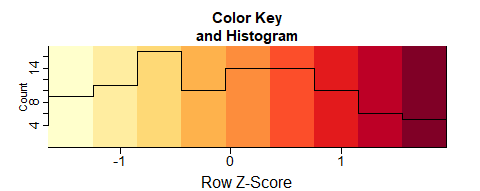 Color Key
and Histogram
Count
14
8
4
-1 0 1
Row Z-Score